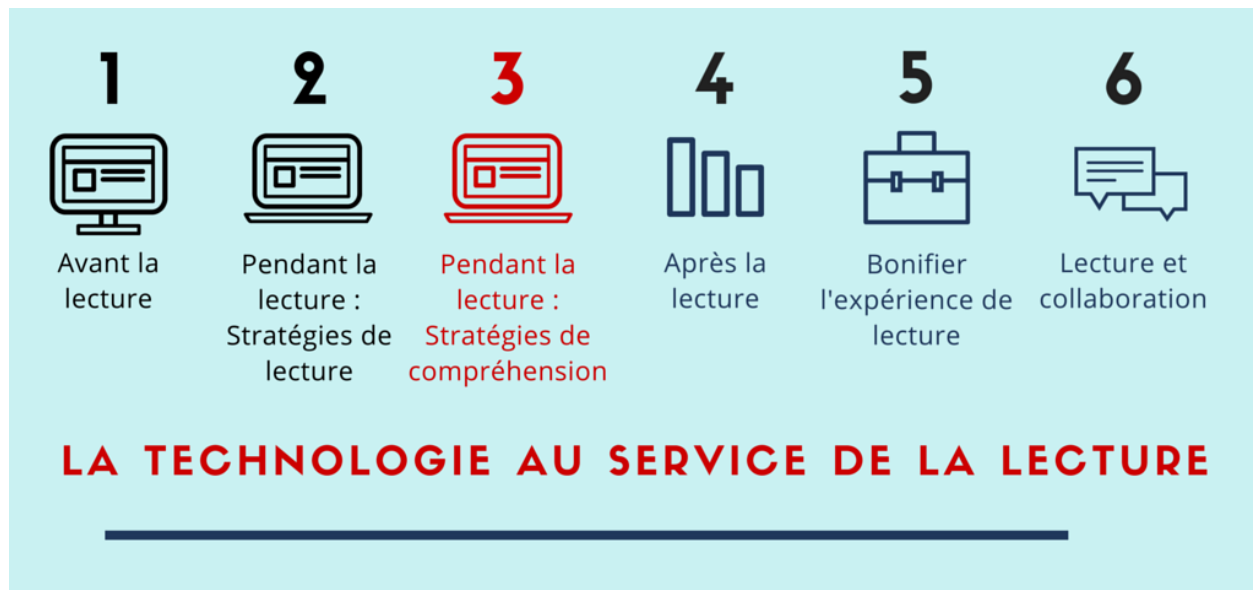 1
2
3
4
5
6
Avant la
lecture
Pendant la
lecture :
Stratégies de
lecture
Pendant la
lecture :
Stratégies de
compréhension
Après la
lecture
Bonifier
l'expérience de
lecture
Lecture et
collaboration
LA TECHNOLOGIE AU SERVICE DE LA LECTURE